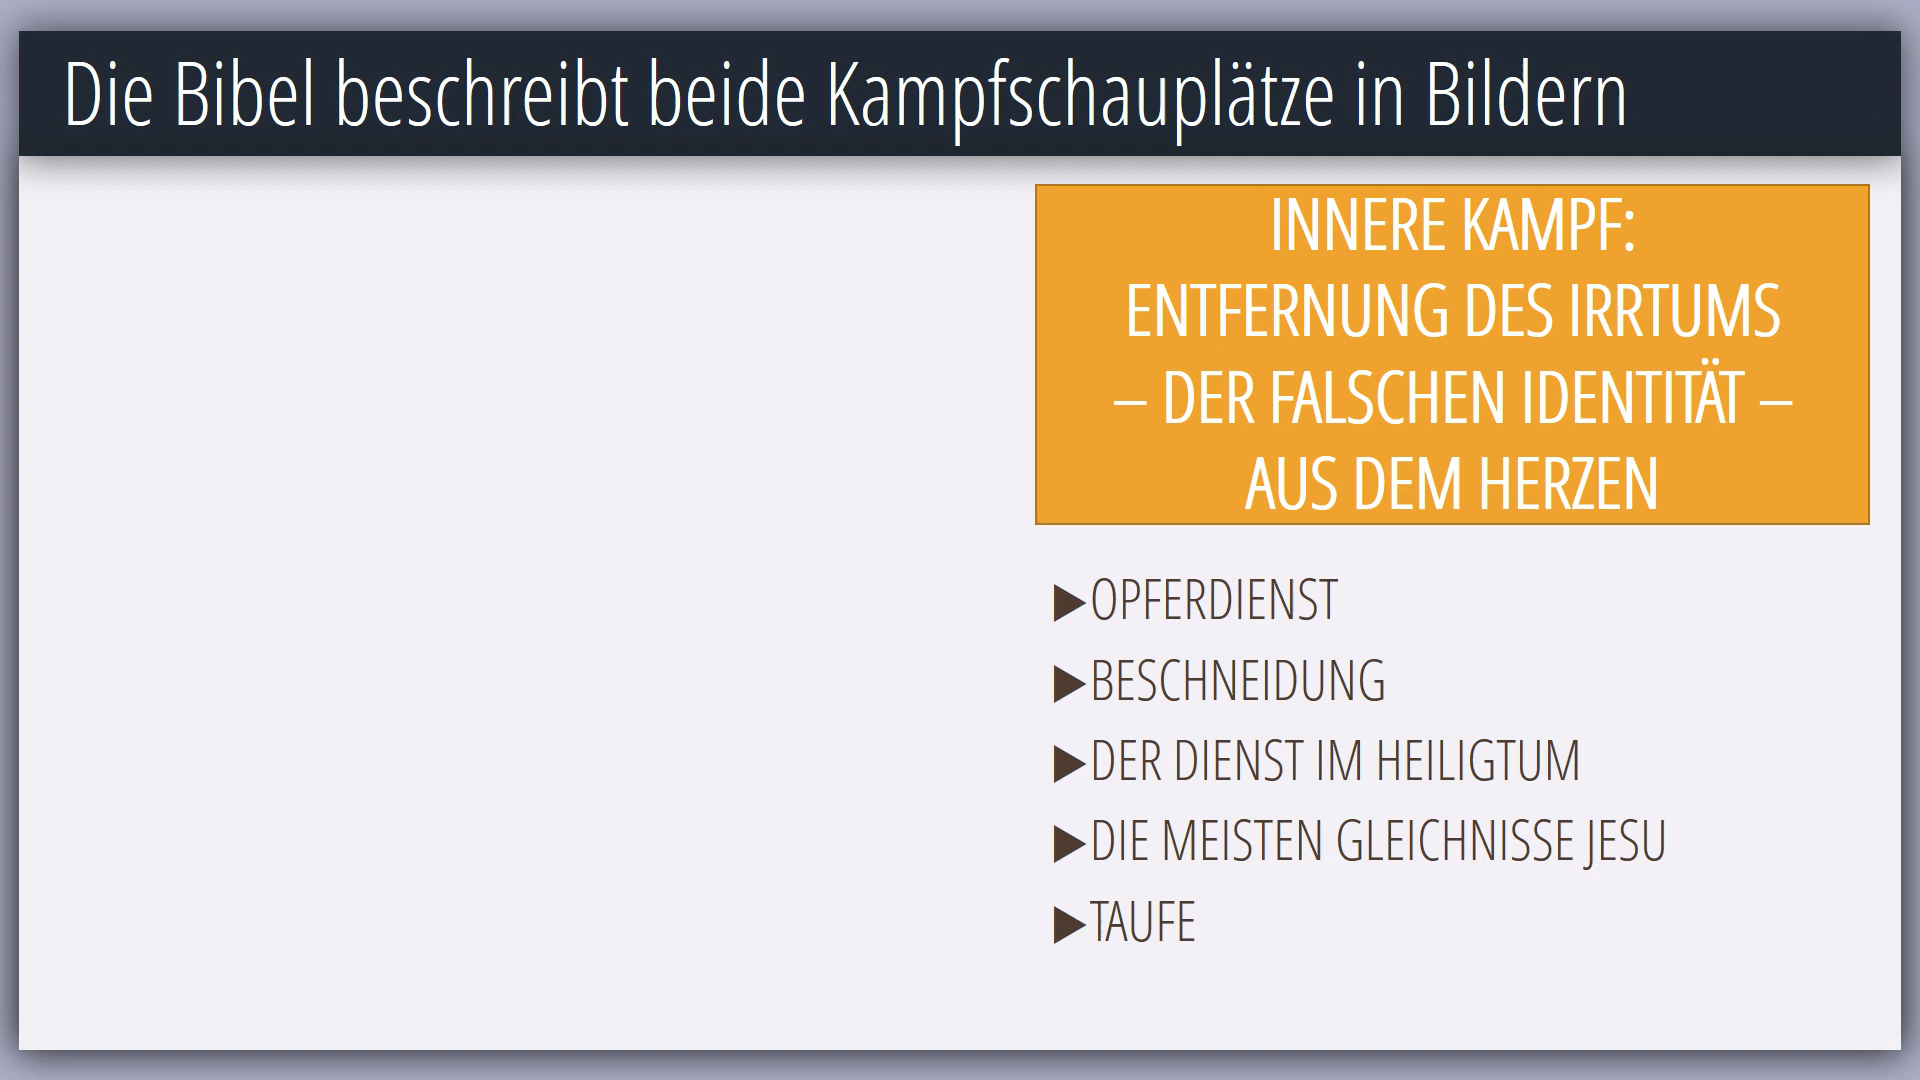 Die Bibel beschreibt beide Kampfschauplätze in Bildern
INNERE KAMPF:
ENTFERNUNG DES IRRTUMS
– DER FALSCHEN IDENTITÄT –
AUS DEM HERZEN
▶OPFERDIENST
▶BESCHNEIDUNG
▶DER DIENST IM HEILIGTUM
▶DIE MEISTEN GLEICHNISSE JESU
▶TAUFE